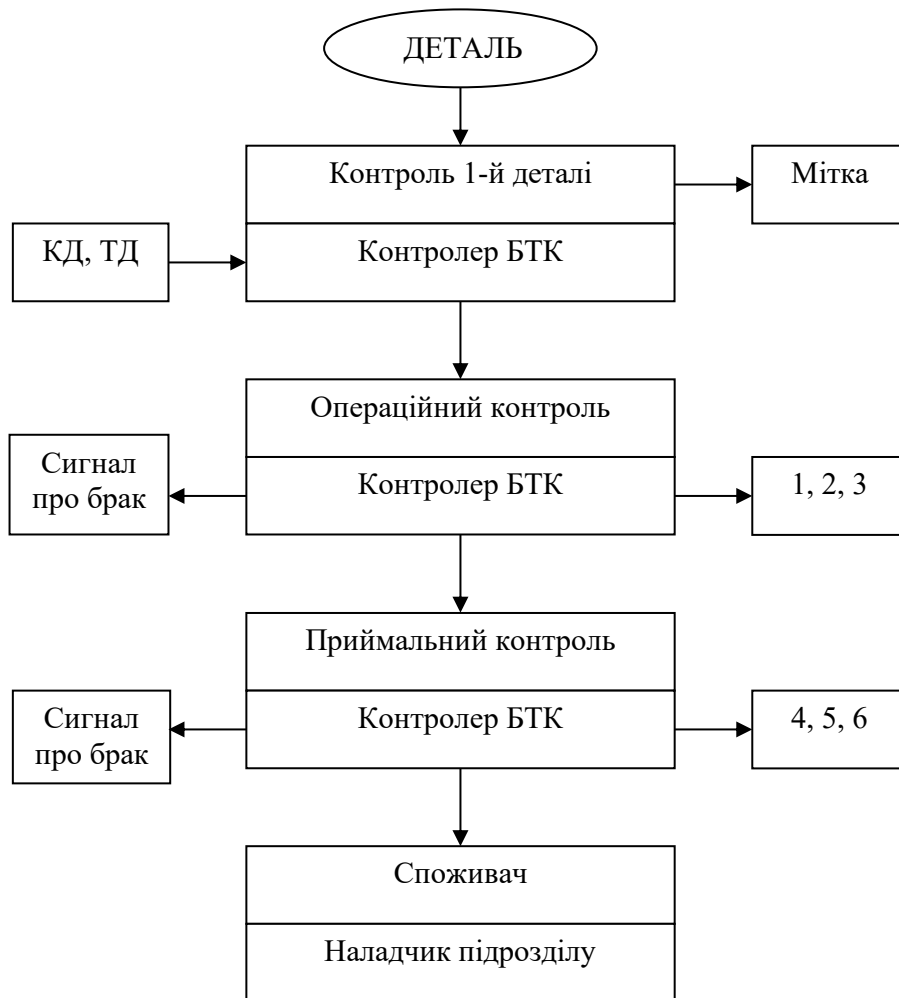 ДЕТАЛЬ
Контроль 1-й деталі
Мітка
КД, ТД
Контролер БТК
Операційний контроль
Сигнал
про брак
Контролер БТК
1, 2, 3
Приймальний контроль
Сигнал
про брак
Контролер БТК
4, 5, 6
Споживач
Наладчик підрозділу